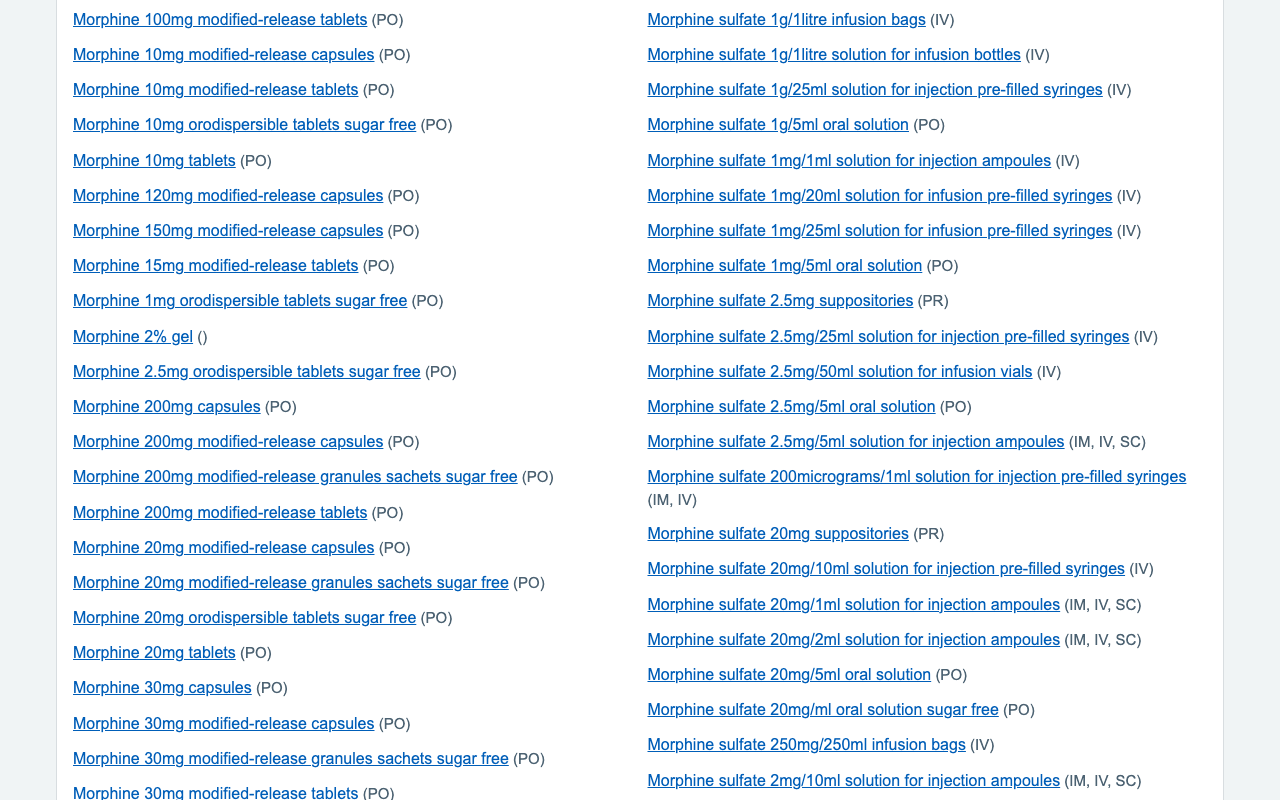 Morphine 100mg modified-release tablets (PO)
Morphine 10mg modified-release capsules (PO)
Morphine 10mg modified-release tablets (PO)
Morphine 10mg orodispersible tablets sugar free (PO)
Morphine 10mg tablets (PO)
Morphine 120mg modified-release capsules (PO)
Morphine 150mg modified-release capsules (PO)
Morphine 15mg modified-release tablets (PO)
Morphine 1mg orodispersible tablets sugar free (PO)
Morphine 2% gel ()
Morphine 2.5mg orodispersible tablets sugar free (PO)
Morphine 200mg capsules (PO)
Morphine 200mg modified-release capsules (PO)
Morphine 200mg modified-release granules sachets sugar free (PO)
Morphine 200mg modified-release tablets (PO)
Morphine 20mg modified-release capsules (PO)
Morphine 20mg modified-release granules sachets sugar free (PO)
Morphine 20mg orodispersible tablets sugar free (PO)
Morphine 20mg tablets (PO)
Morphine 30mg capsules (PO)
Morphine 30mg modified-release capsules (PO)
Morphine 30mg modified-release granules sachets sugar free (PO)
Morphine 30mg modified-release tablets (PO)
Morphine sulfate 1g/1litre infusion bags (IV)
Morphine sulfate 1g/1litre solution for infusion bottles (IV)
Morphine sulfate 1g/25ml solution for injection pre-filled syringes (IV)
Morphine sulfate 1g/5ml oral solution (PO)
Morphine sulfate 1mg/1ml solution for injection ampoules (IV)
Morphine sulfate 1mg/20ml solution for infusion pre-filled syringes (IV)
Morphine sulfate 1mg/25ml solution for infusion pre-filled syringes (IV)
Morphine sulfate 1mg/5ml oral solution (PO)
Morphine sulfate 2.5mg suppositories (PR)
Morphine sulfate 2.5mg/25ml solution for injection pre-filled syringes (IV)
Morphine sulfate 2.5mg/50ml solution for infusion vials (IV)
Morphine sulfate 2.5mg/5ml oral solution (PO)
Morphine sulfate 2.5mg/5ml solution for injection ampoules (IM, IV, SC)
Morphine sulfate 200micrograms/1ml solution for injection pre-filled syringes
(IM, IV)
Morphine sulfate 20mg suppositories (PR)
Morphine sulfate 20mg/10ml solution for injection pre-filled syringes (IV)
Morphine sulfate 20mg/1ml solution for injection ampoules (IM, IV, SC)
Morphine sulfate 20mg/2ml solution for injection ampoules (IM, IV, SC)
Morphine sulfate 20mg/5ml oral solution (PO)
Morphine sulfate 20mg/ml oral solution sugar free (PO)
Morphine sulfate 250mg/250ml infusion bags (IV)
Morphine sulfate 2mg/10ml solution for injection ampoules (IM, IV, SC)